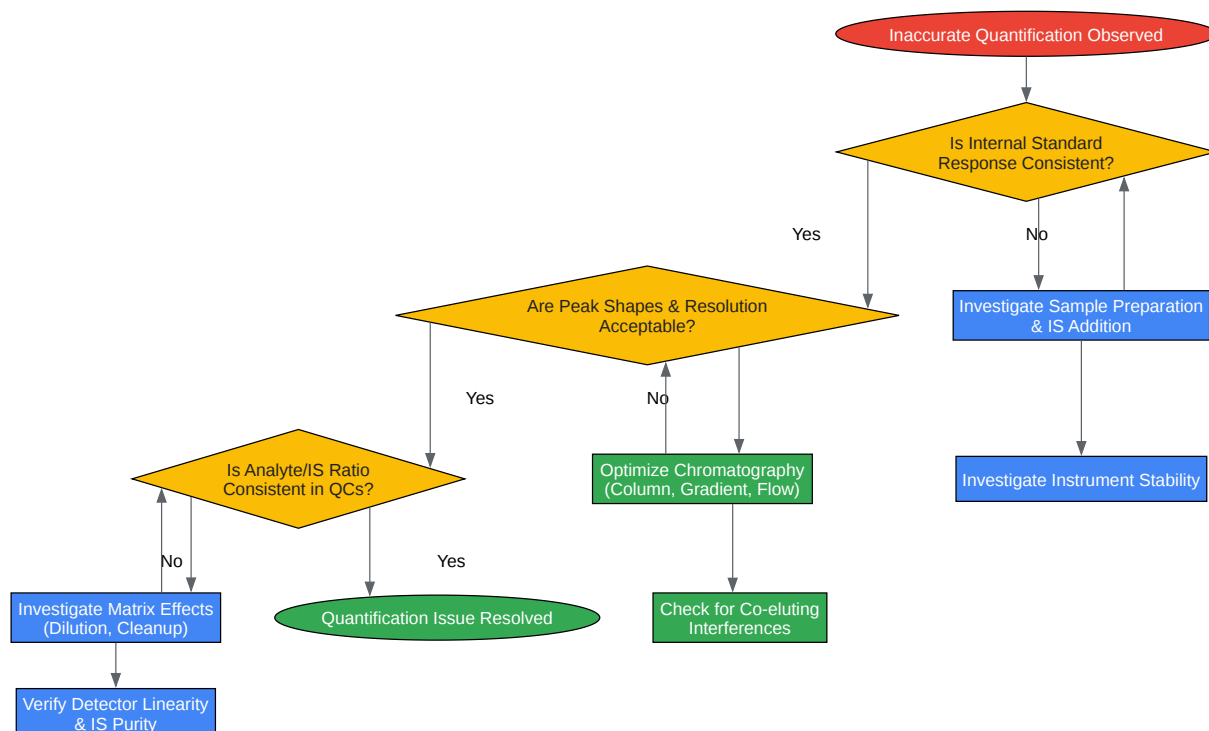 Inaccurate Quantification Observed
Is Internal Standard
Response Consistent?
Yes
No
Are Peak Shapes & Resolution
Acceptable?
Investigate Sample Preparation
& IS Addition
Yes
No
Is Analyte/IS Ratio
Consistent in QCs?
Optimize Chromatography
(Column, Gradient, Flow)
Investigate Instrument Stability
No
Yes
Investigate Matrix Effects
(Dilution, Cleanup)
Quantification Issue Resolved
Check for Co-eluting
Interferences
Verify Detector Linearity
& IS Purity